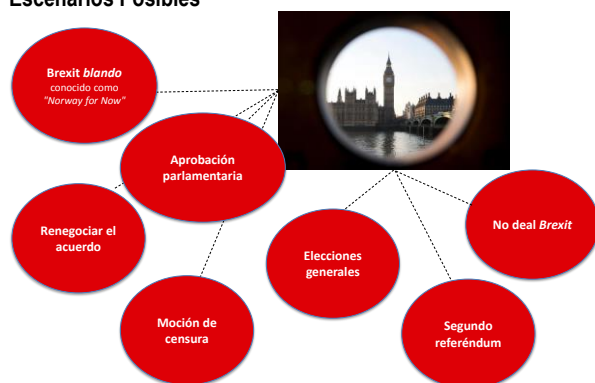 Escenarios Posibles
Brexit blando
conocido como
"Norway for Now"
Aprobación
parlamentaria
Renegociar el
acuerdo
No deal Brexit
Elecciones
generales
Moción de
censura
Segundo
referéndum